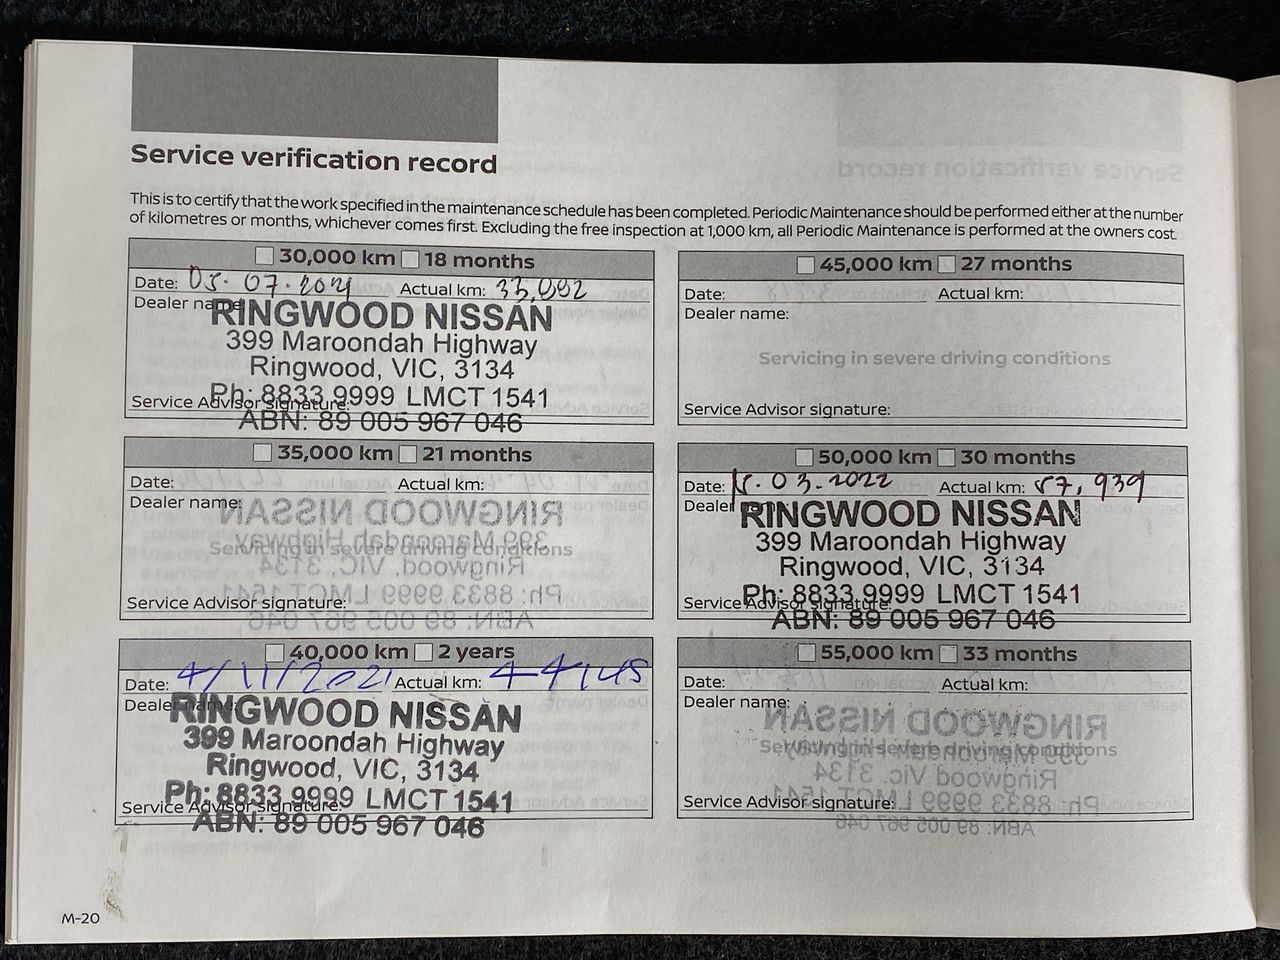 Service verification record
This is to certify that the work specified in the maintenance schedule has been completed. Periodic Maintenance should be performed either at the number
of kilometres or months, whichever comes first. Excluding the free inspection at 1,000 km, all Periodic Maintenance is performed at the owners cost.
30,000 km 18 months
Date: 05.07.2021 Actual km:
Dealer name:
RINGWOOD NISSAN
399 Maroondah Highway
Ringwood, VIC, 3134
Ph: 8833 9999 LMCT 1541
Service Advisor signature:
ABN: 89 005 967 046
35,000 km 21 months
Date: Actual km:
Dealer name:
Servicing in severe driving conditions
Service Advisor signature:
40,000 km 2 years
Date: 4/11/2021 Actual km: 44145
Dealer name:
RINGWOOD NISSAN
399 Maroondah Highway
Ringwood, VIC, 3134
Ph: 8833 9999 LMCT 1541
Service Advisor signature:
ABN: 89 005 967 046
45,000 km 27 months
Date: Actual km:
Dealer name:
Servicing in severe driving conditions
Service Advisor signature:
50,000 km 30 months
Date: 15.03.2022 Actual km: 57,939
Dealer
RINGWOOD NISSAN
399 Maroondah Highway
Ringwood, VIC, 3134
Ph: 8833 9999 LMCT 1541
Service Advisor signature:
ABN: 89 005 967 046
55,000 km 33 months
Date: Actual km:
Dealer name:
Servicing in severe driving conditions
Service Advisor signature:
M-20